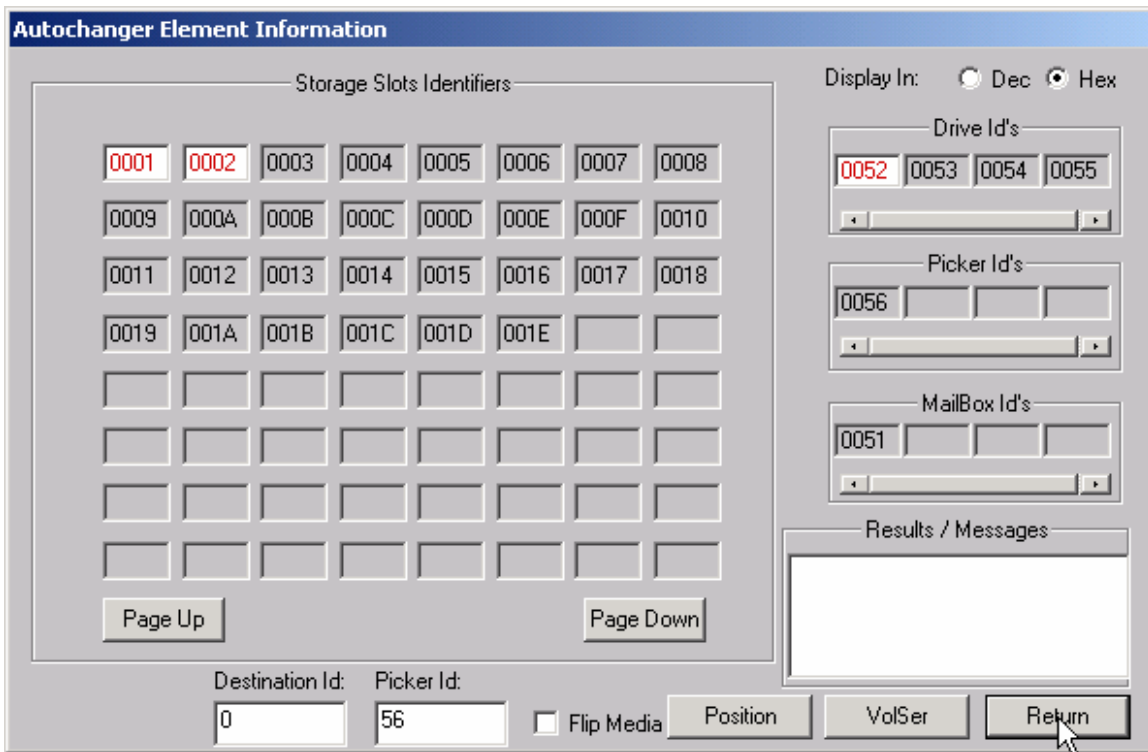 Autochanger Element Information
Storage Slots Identifiers
0001 0002 0003 0004 0005 0006 0007 0008
0009 000A 000B 000C 000D 000E 000F 0010
0011 0012 0013 0014 0015 0016 0017 0018
0019 001A 001B 001C 001D 001E
Page Up Page Down
Display In: Dec Hex
Drive Id's
0052 0053 0054 0055
Picker Id's
0056
MailBox Id's
0051
Results / Messages
Destination Id: Picker Id:
0 56 Flip Media Position VolSer Return